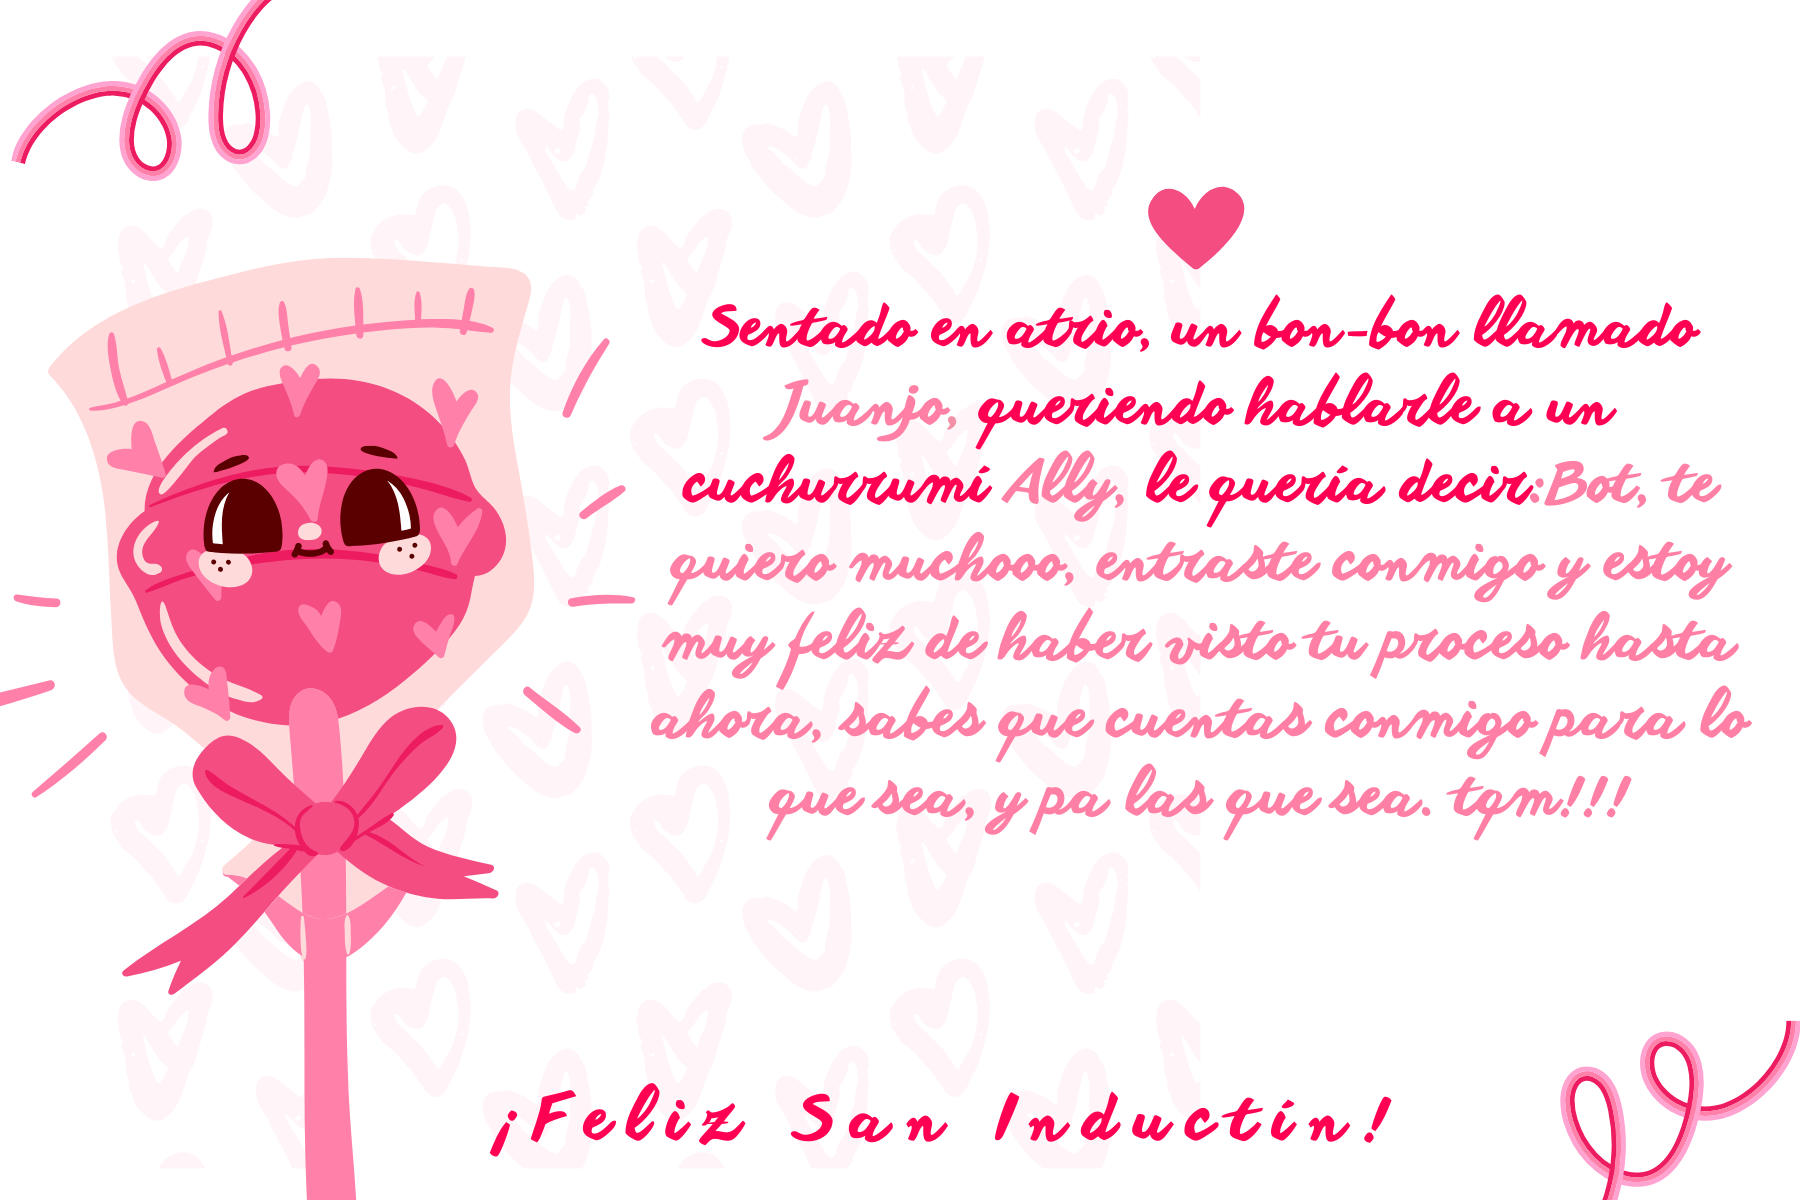 Sentado en atrio, un bon-bon llamado
Juanjo, queriendo hablarle a un
cuchurrumí Ally, le quería decir:Bot, te
quiero muchooo, entraste conmigo y estoy
muy feliz de haber visto tu proceso hasta
ahora, sabes que cuentas conmigo para lo
que sea, y pa las que sea. tqm!!!
¡Feliz San Inductín!